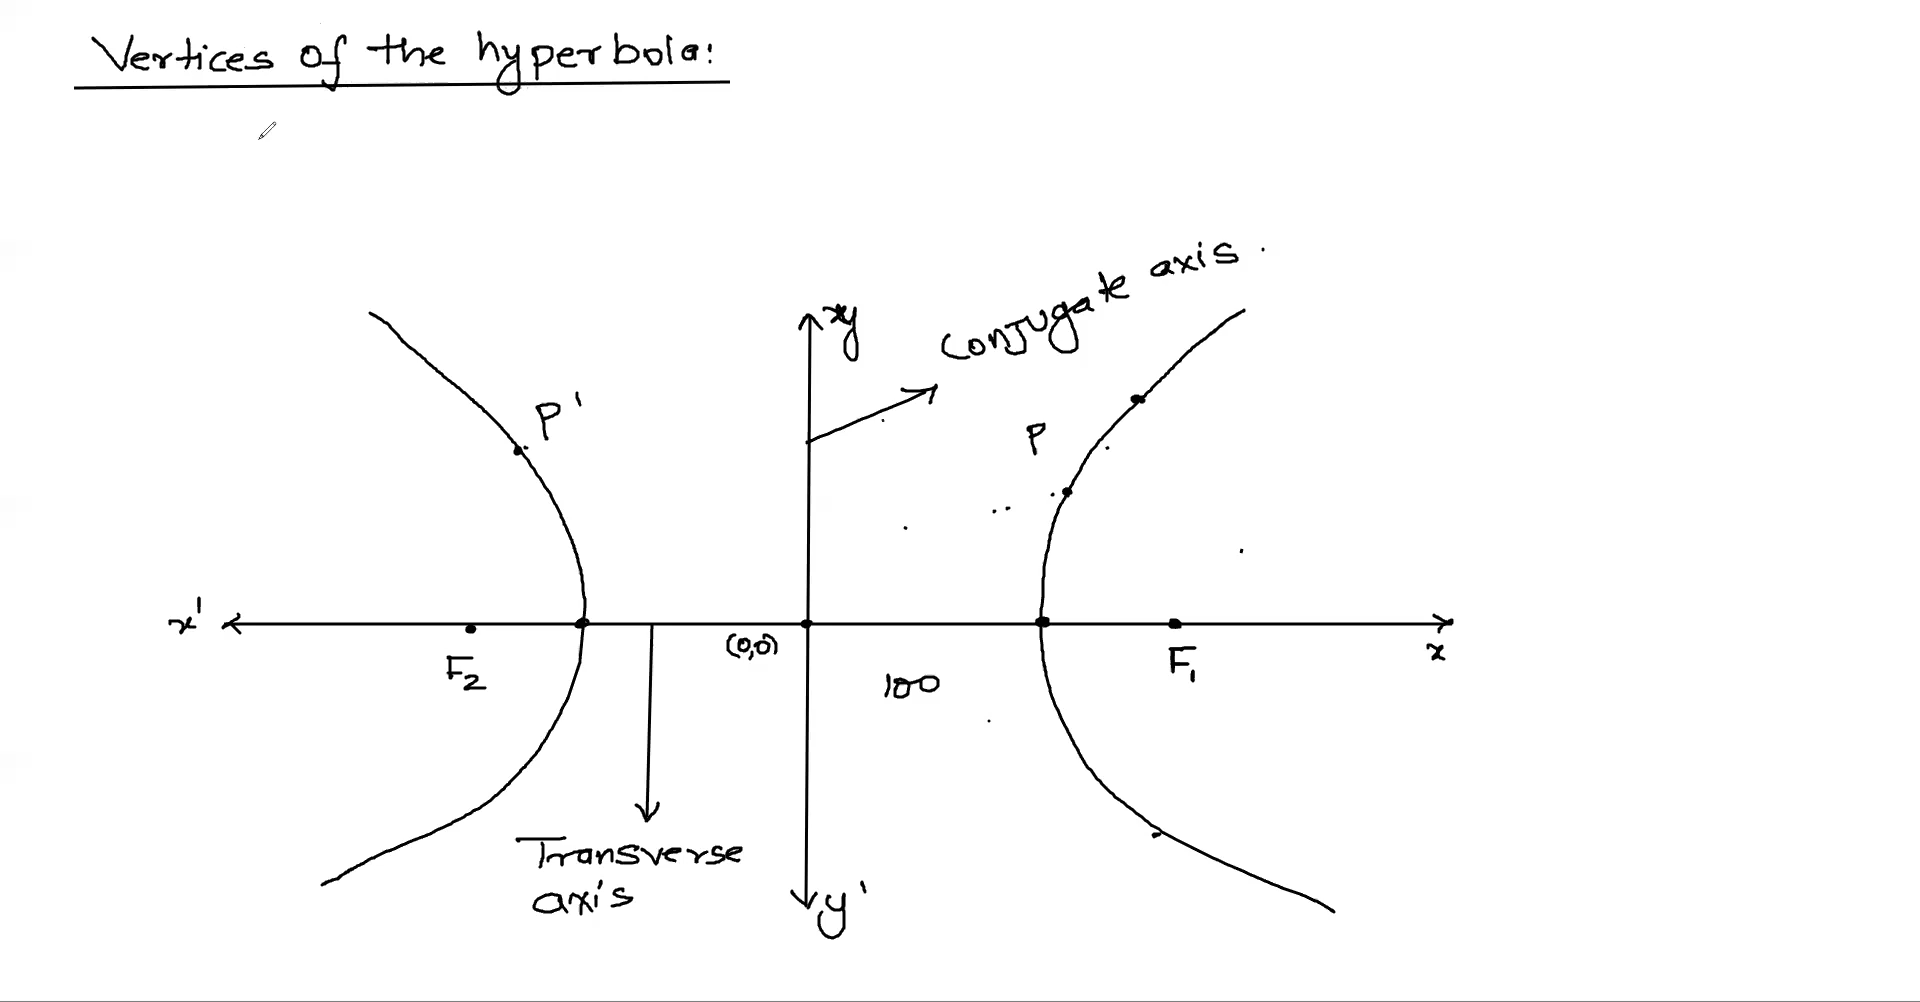 Vertices of the hyperbola:
Conjugate axis.
y
P'
P
x'
(0,0)
x
F2
F1
100
Transverse
axis
y'